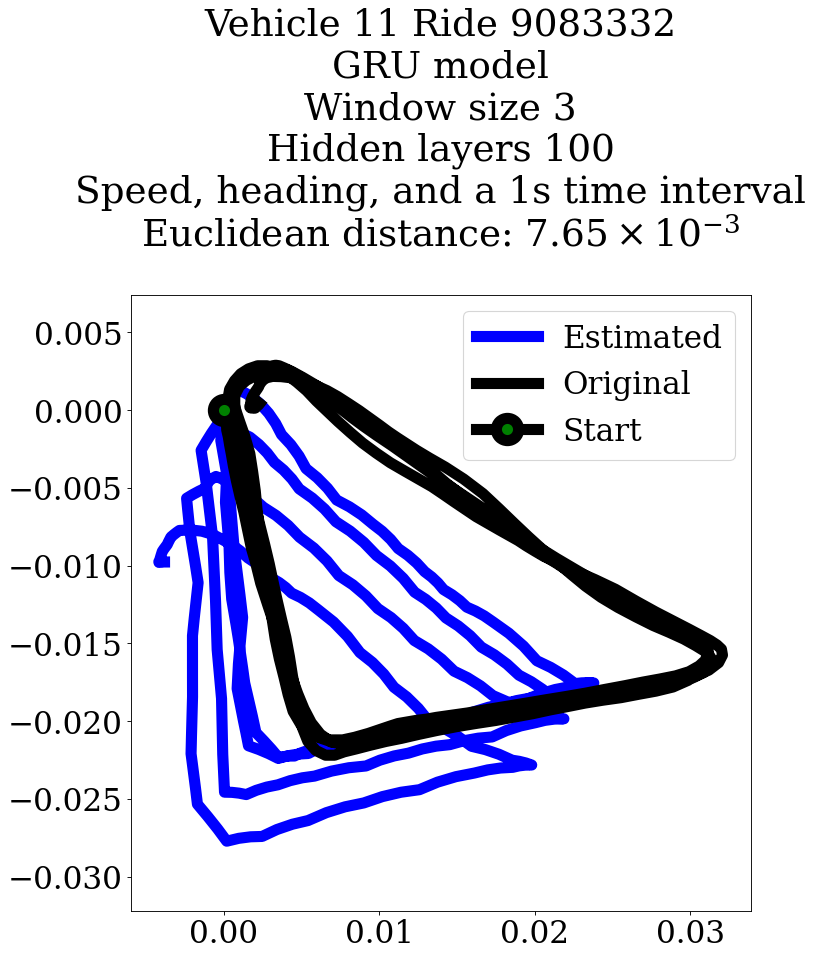 Vehicle 11 Ride 9083332
GRU model
Window size 3
Hidden layers 100
Speed, heading, and a 1s time interval
Euclidean distance: 7.65 × 10⁻³
Estimated
Original
Start
0.005
0.000
−0.005
−0.010
−0.015
−0.020
−0.025
−0.030
0.00 0.01 0.02 0.03